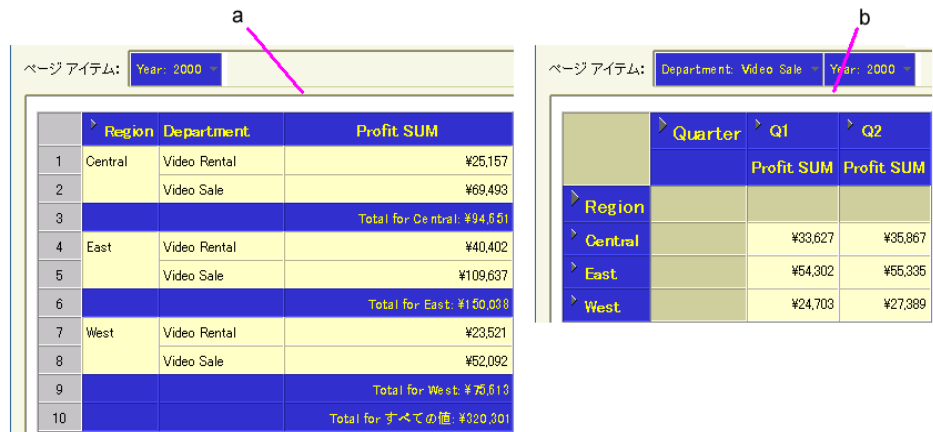 a
ページ アイテム: Year: 2000
Region Department Profit SUM
1 Central Video Rental ¥25,157
2 Video Sale ¥69,493
3 Total for Central: ¥94,651
4 East Video Rental ¥40,402
5 Video Sale ¥109,637
6 Total for East: ¥150,038
7 West Video Rental ¥23,521
8 Video Sale ¥52,092
9 Total for West: ¥75,613
10 Total for すべての値: ¥320,301
b
ページ アイテム: Department: Video Sale Year: 2000
Quarter Q1 Q2
Profit SUM Profit SUM
Region
Central ¥33,627 ¥35,867
East ¥54,302 ¥55,335
West ¥24,703 ¥27,389